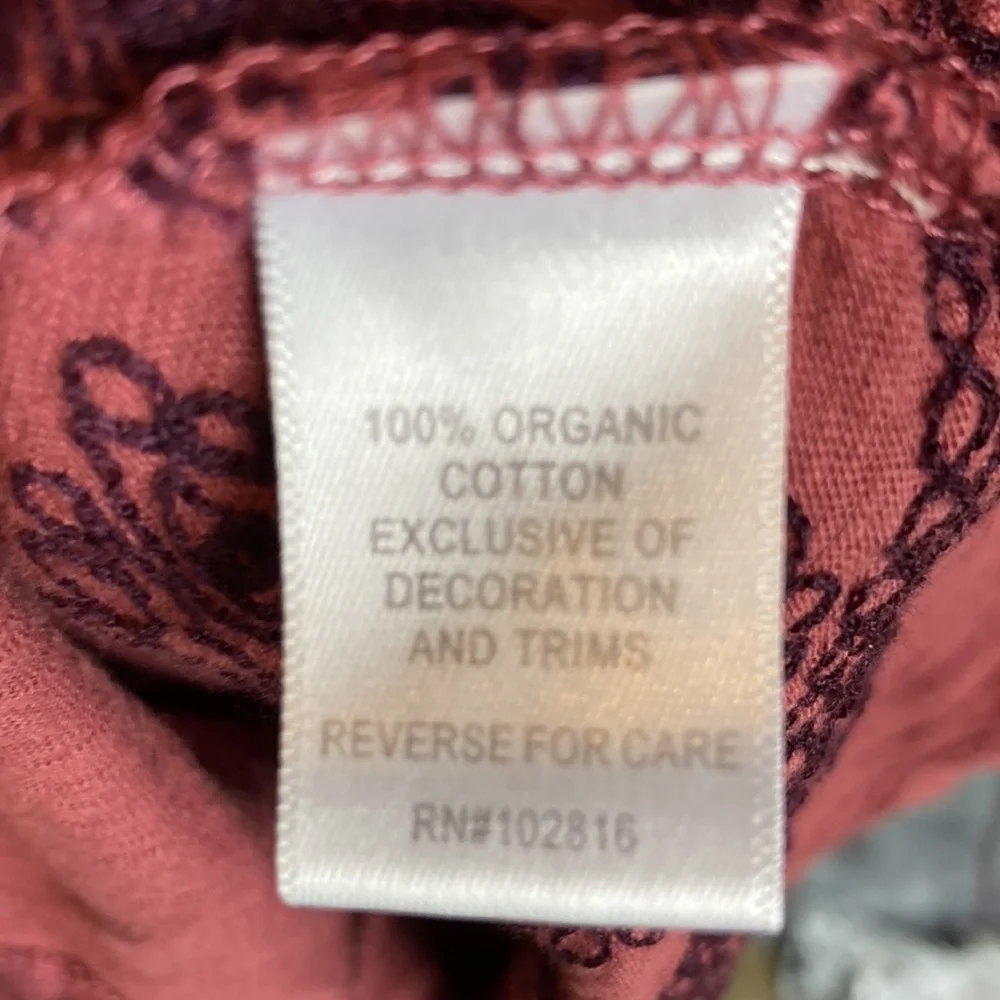 100% ORGANIC
COTTON
EXCLUSIVE OF
DECORATION
AND TRIMS
REVERSE FOR CARE
RN#102816